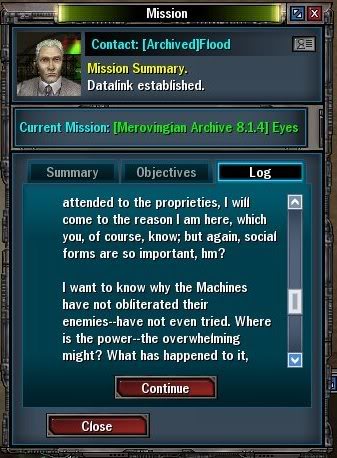 Mission
Contact: [Archived]Flood
Mission Summary.
Datalink established.
Current Mission: [Merovingian Archive 8.1.4] Eyes
Summary
Objectives
Log
attended to the proprieties, I will
come to the reason I am here, which
you, of course, know; but again, social
forms are so important, hm?
I want to know why the Machines
have not obliterated their
enemies--have not even tried. Where
is the power--the overwhelming
might? What has happened to it,
Continue
Close